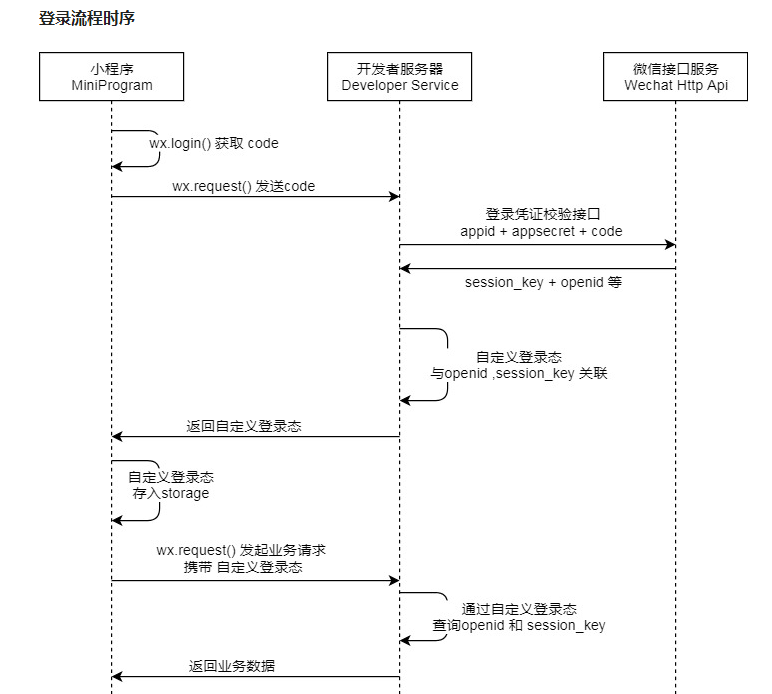 登录流程时序
小程序
MiniProgram
开发者服务器
Developer Service
微信接口服务
Wechat Http Api
wx.login() 获取 code
wx.request() 发送code
登录凭证校验接口
appid + appsecret + code
session_key + openid 等
自定义登录态
与openid ,session_key 关联
返回自定义登录态
自定义登录态
存入storage
wx.request() 发起业务请求
携带 自定义登录态
通过自定义登录态
查询openid 和 session_key
返回业务数据